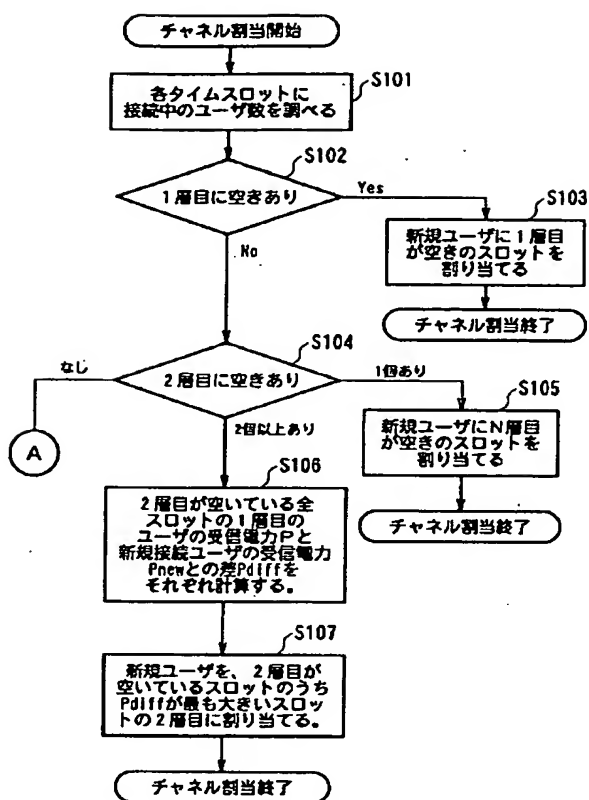 チャネル割当開始
S101
各タイムスロットに
接続中のユーザ数を調べる
S102
1層目に空きあり
Yes
S103
新規ユーザに1層目
が空きのスロットを
割り当てる
No
チャネル割当終了
S104
なし
2層目に空きあり
1個あり
S105
A
2個以上あり
新規ユーザにN層目
が空きのスロットを
割り当てる
S106
2層目が空いている全
スロットの1層目の
ユーザの受信電力Pと
新規接続ユーザの受信電力
Pnewとの差Pdiffを
それぞれ計算する。
チャネル割当終了
S107
新規ユーザを、2層目が
空いているスロットのうち
Pdiffが最も大きいスロッ
トの2層目に割り当てる。
チャネル割当終了